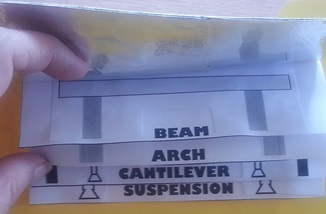 BEAM
ARCH
CANTILEVER
SUSPENSION